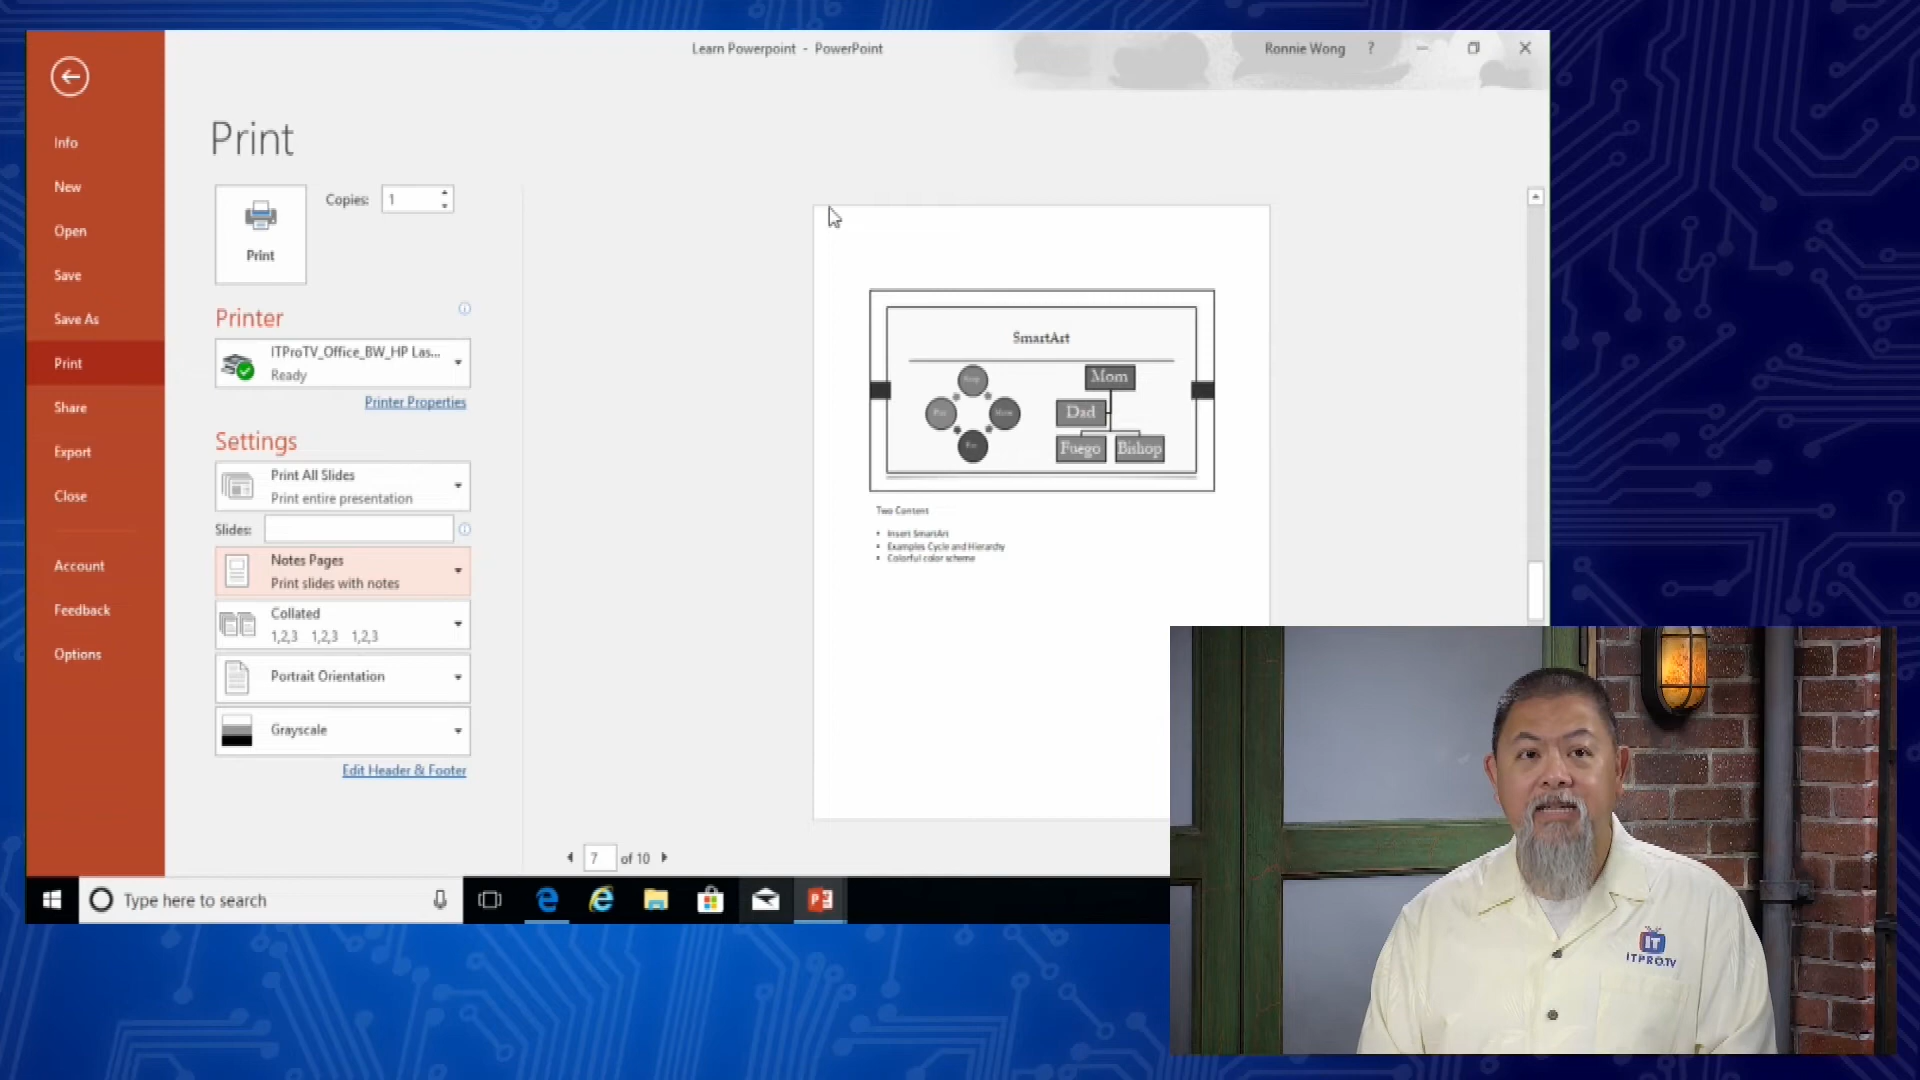 Learn Powerpoint - PowerPoint
Ronnie Wong ?
Info
New
Open
Save
Save As
Print
Share
Export
Close
Account
Feedback
Options
Print
Print
Copies: 1
Printer
ITProTV_Office_BW_HP Las...
Ready
Printer Properties
Settings
Print All Slides
Print entire presentation
Slides:
Notes Pages
Print slides with notes
Collated
1,2,3 1,2,3 1,2,3
Portrait Orientation
Grayscale
Edit Header & Footer
SmartArt
Mom
Dad
Fuego
Bishop
Two Content
• Insert SmartArt
• Examples Cycle and Hierarchy
• Colorful color scheme
7 of 10
Type here to search
IT
ITPRO.TV